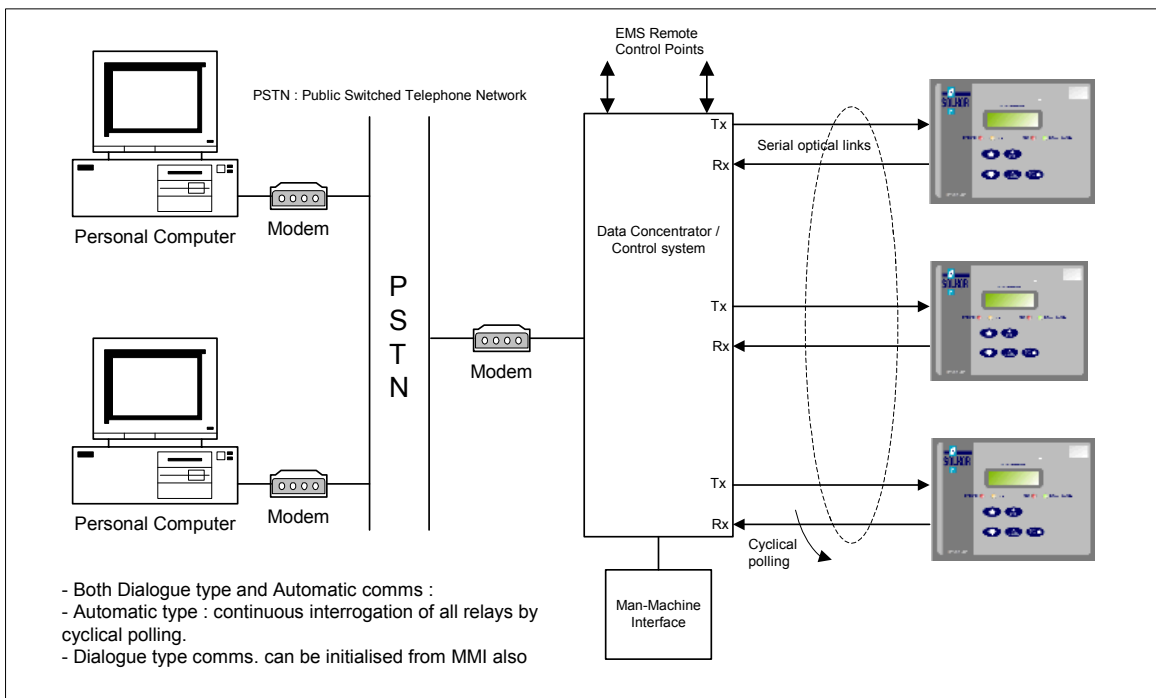 EMS Remote
Control Points
PSTN : Public Switched Telephone Network
Tx
Serial optical links
Rx
Personal Computer
Modem
Data Concentrator /
Control system
P
S
T
N
Tx
Rx
Modem
Tx
Rx
Personal Computer
Modem
Cyclical
polling
Man-Machine
Interface
- Both Dialogue type and Automatic comms :
- Automatic type : continuous interrogation of all relays by
cyclical polling.
- Dialogue type comms. can be initialised from MMI also
SOLKOR
SOLKOR
SOLKOR